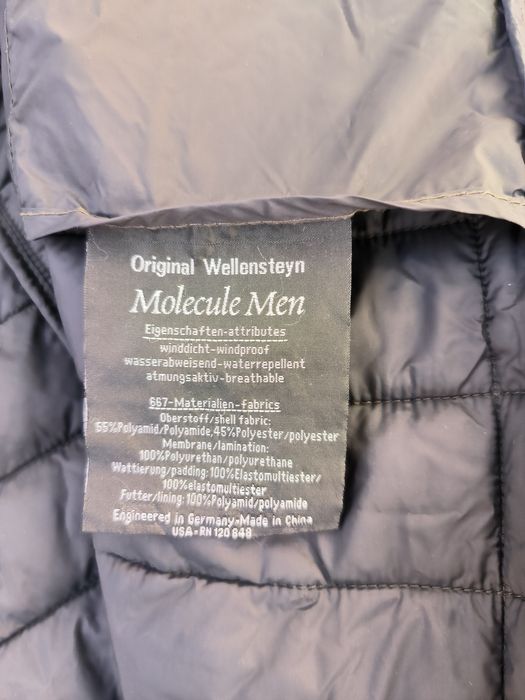 Original Wellensteyn
Molecule Men
Eigenschaften-attributes
winddicht-windproof
wasserabweisend-waterrepellent
atmungsaktiv-breathable
667-Materialien-fabrics
Oberstoff/shell fabric:
55%Polyamid/Polyamide,45%Polyester/polyester
Membrane/lamination:
100%Polyurethan/polyurethane
Wattierung/padding:100%Elastomultiester/
100%elastomultiester
Futter/lining:100%Polyamid/polyamide
Engineered in Germany-Made in China
USA-RN 120 848